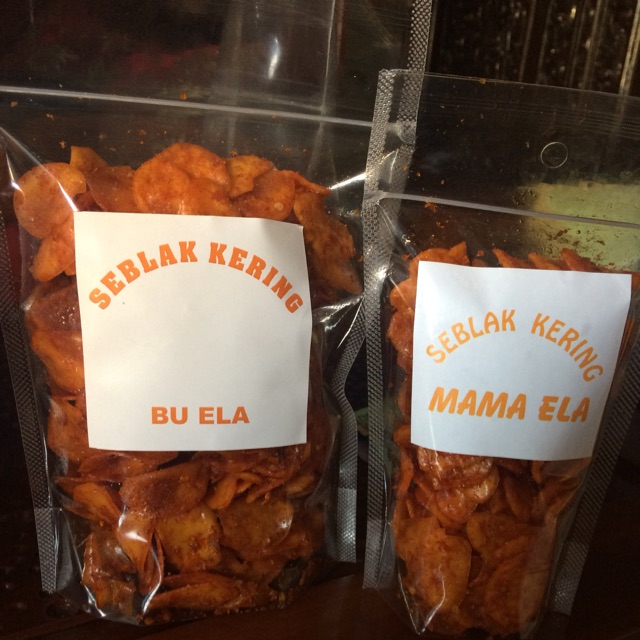 SEBLAK KERING
BU ELA
SEBLAK KERING
MAMA ELA